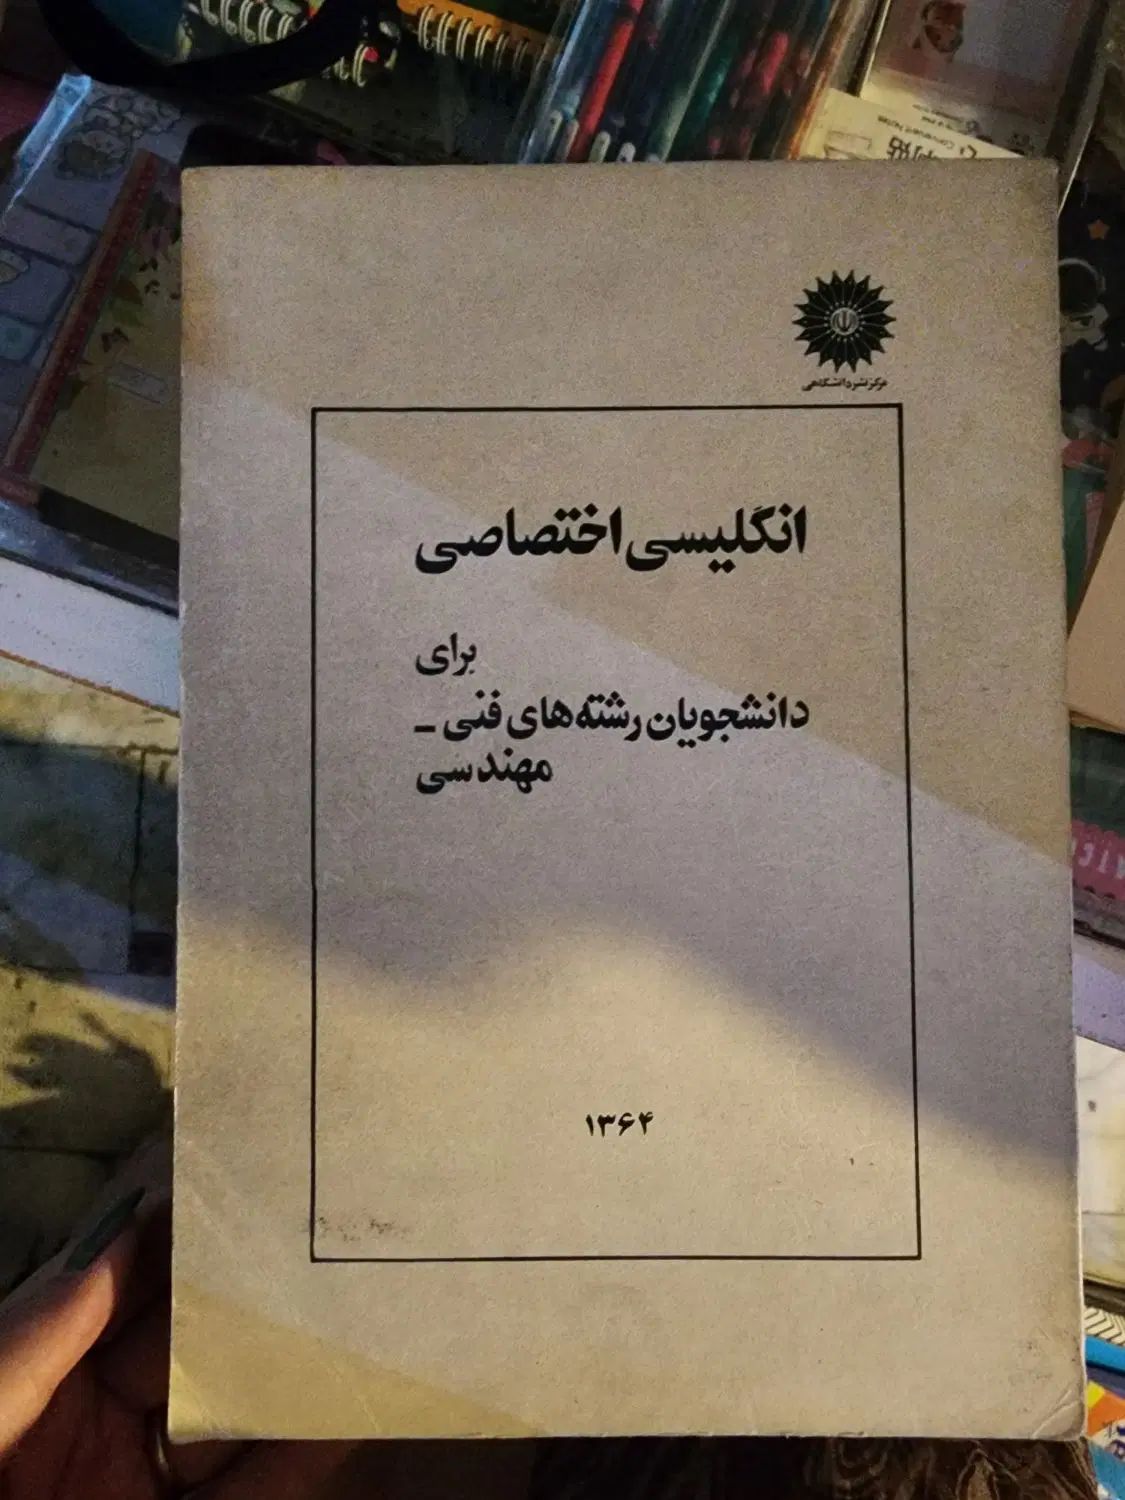 مرکز نشر دانشگاهی
انگلیسی اختصاصی
برای
دانشجویان رشته‌های فنی ـ
مهندسی
۱۳۶۴